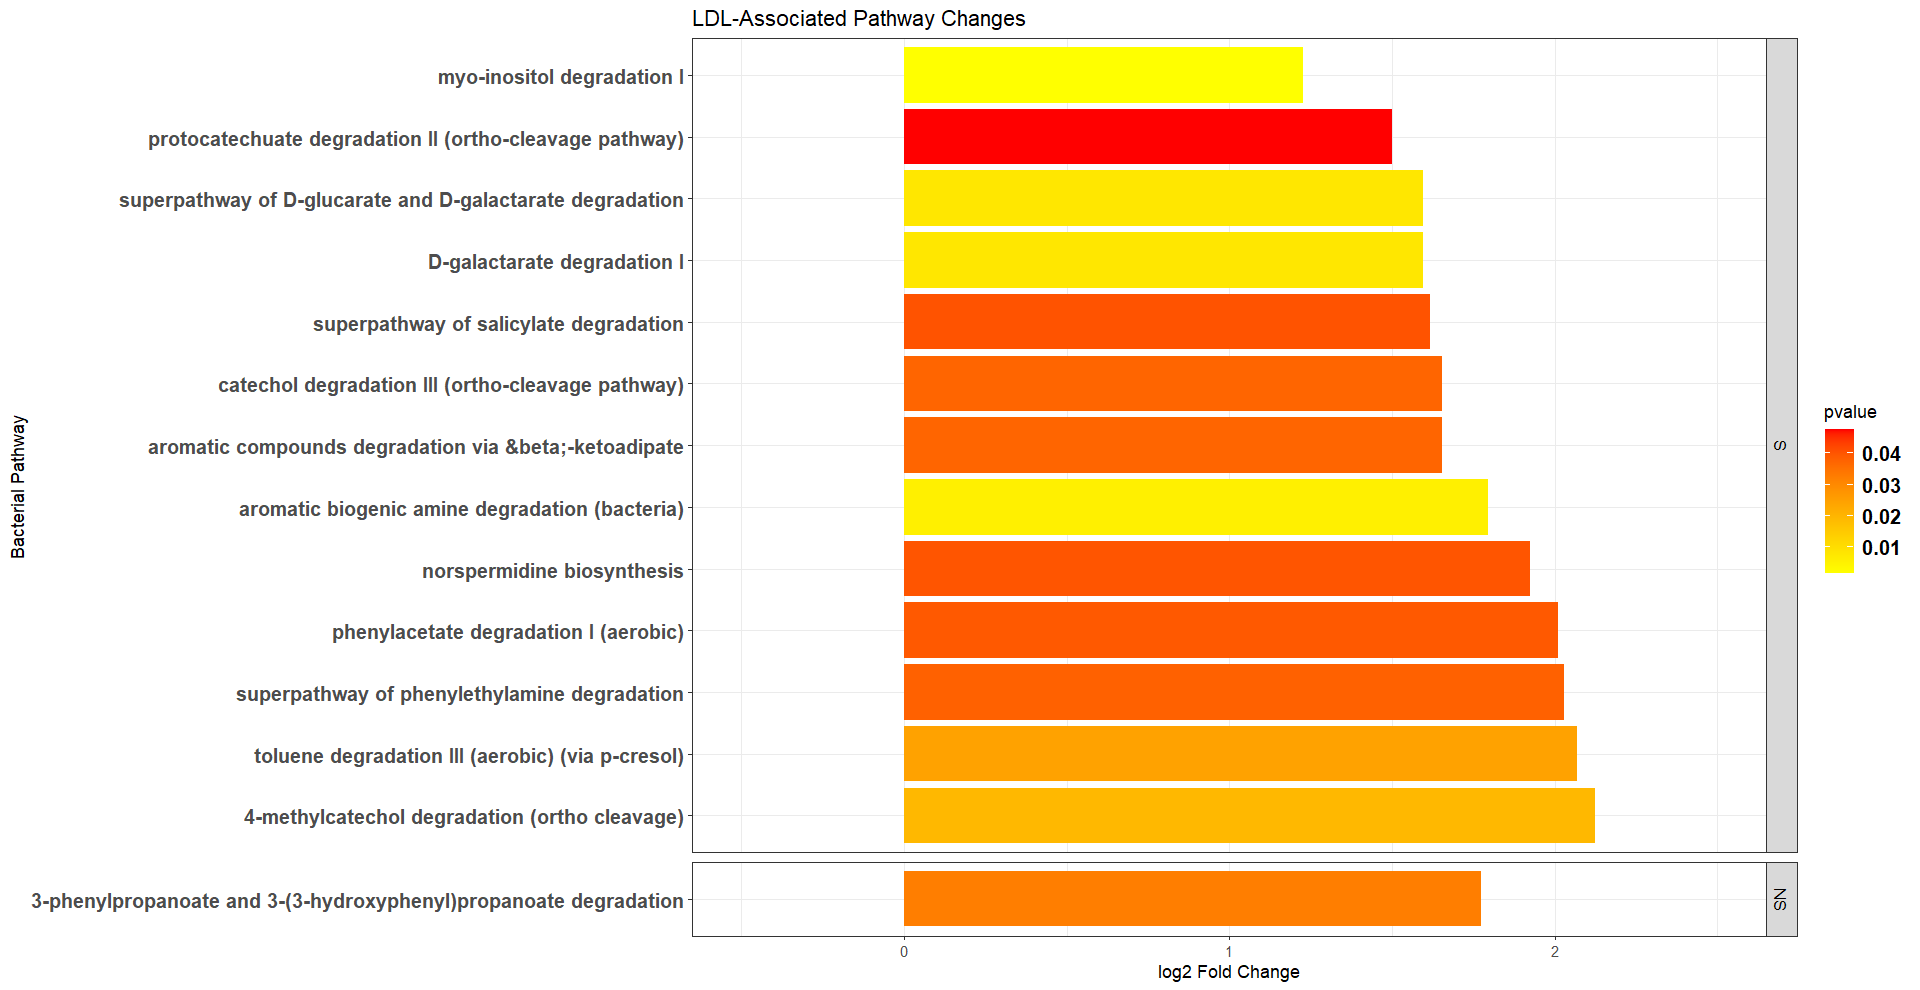 LDL-Associated Pathway Changes
myo-inositol degradation I
protocatechuate degradation II (ortho-cleavage pathway)
superpathway of D-glucarate and D-galactarate degradation
D-galactarate degradation I
superpathway of salicylate degradation
catechol degradation III (ortho-cleavage pathway)
aromatic compounds degradation via &beta;-ketoadipate
aromatic biogenic amine degradation (bacteria)
norspermidine biosynthesis
phenylacetate degradation I (aerobic)
superpathway of phenylethylamine degradation
toluene degradation III (aerobic) (via p-cresol)
4-methylcatechol degradation (ortho cleavage)
3-phenylpropanoate and 3-(3-hydroxyphenyl)propanoate degradation
Bacterial Pathway
S
NS
0 1 2
log2 Fold Change
pvalue
0.04
0.03
0.02
0.01